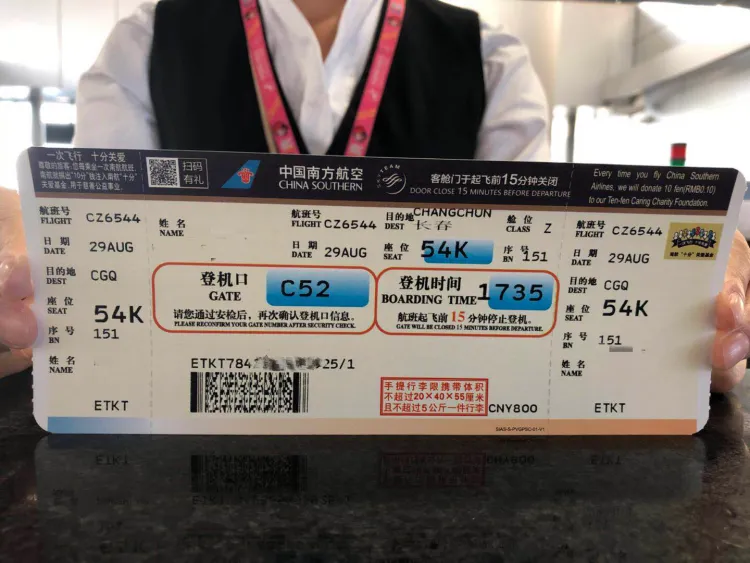 一次飞行 十分关爱
扫码
有礼
中国南方航空
CHINA SOUTHERN
SKYTEAM
客舱门于起飞前15分钟关闭
DOOR CLOSE 15 MINUTES BEFORE DEPARTURE
Every time you fly China Southern
Airlines, we will donate 10 fen(RMB0.10)
to our Ten-fen Caring Charity Foundation.
航班号
FLIGHT CZ6544
日期
DATE 29AUG
目的地
DEST CGQ
座位
SEAT 54K
序号
BN 151
姓名
NAME
ETKT
姓名
NAME
航班号
FLIGHT CZ6544
目的地
DEST CHANGCHUN
长春
舱位
CLASS Z
日期
DATE 29AUG
座位
SEAT 54K
序号
BN 151
登机口
GATE C52
请您通过安检后，再次确认登机口信息。
PLEASE RECONFIRM YOUR GATE NUMBER AFTER SECURITY CHECK.
登机时间
BOARDING TIME 1735
航班起飞前15分钟停止登机。
GATE WILL BE CLOSED 15 MINUTES BEFORE DEPARTURE.
ETKT784 25/1
手提行李限携带体积
不超过20×40×55厘米
且不超过5公斤一件行李
CNY800
航班号
FLIGHT CZ6544
日期
DATE 29AUG
目的地
DEST CGQ
座位
SEAT 54K
序号
BN 151
姓名
NAME
ETKT